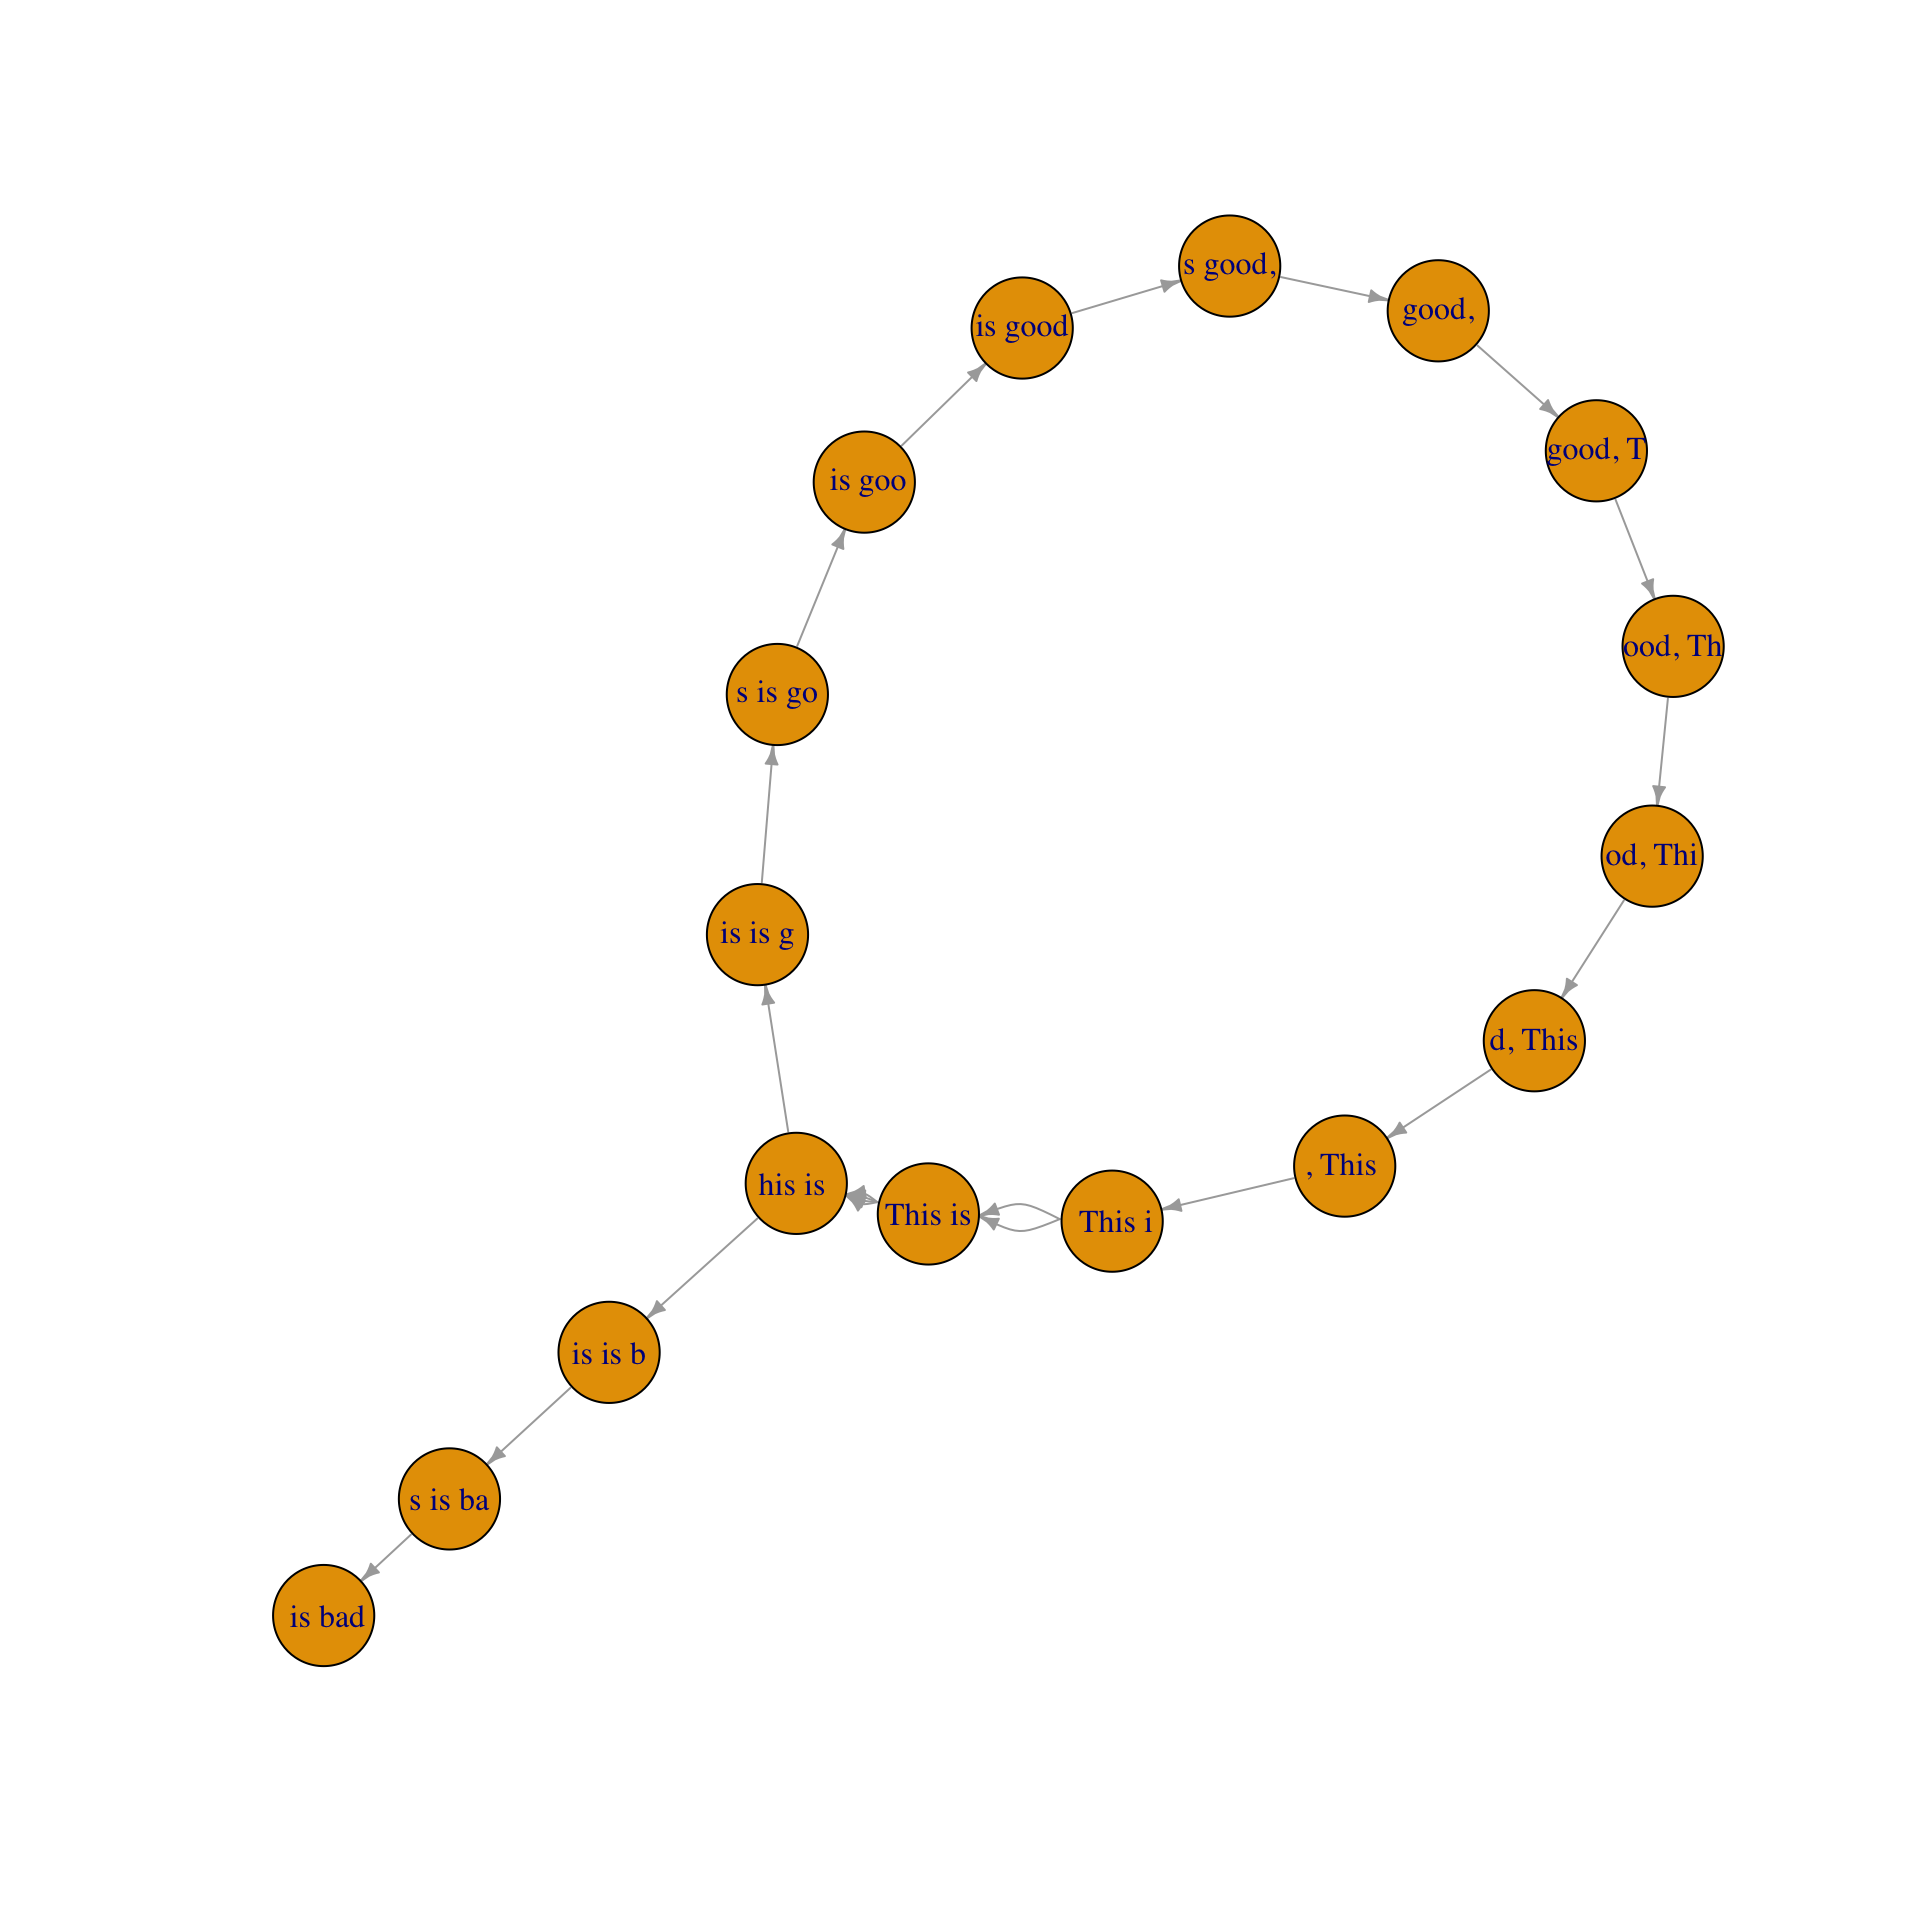 s good,
good,
is good
good, T
is goo
ood, Th
s is go
od, Thi
is is g
d, This
, This
his is
This is
This i
is is b
s is ba
is bad